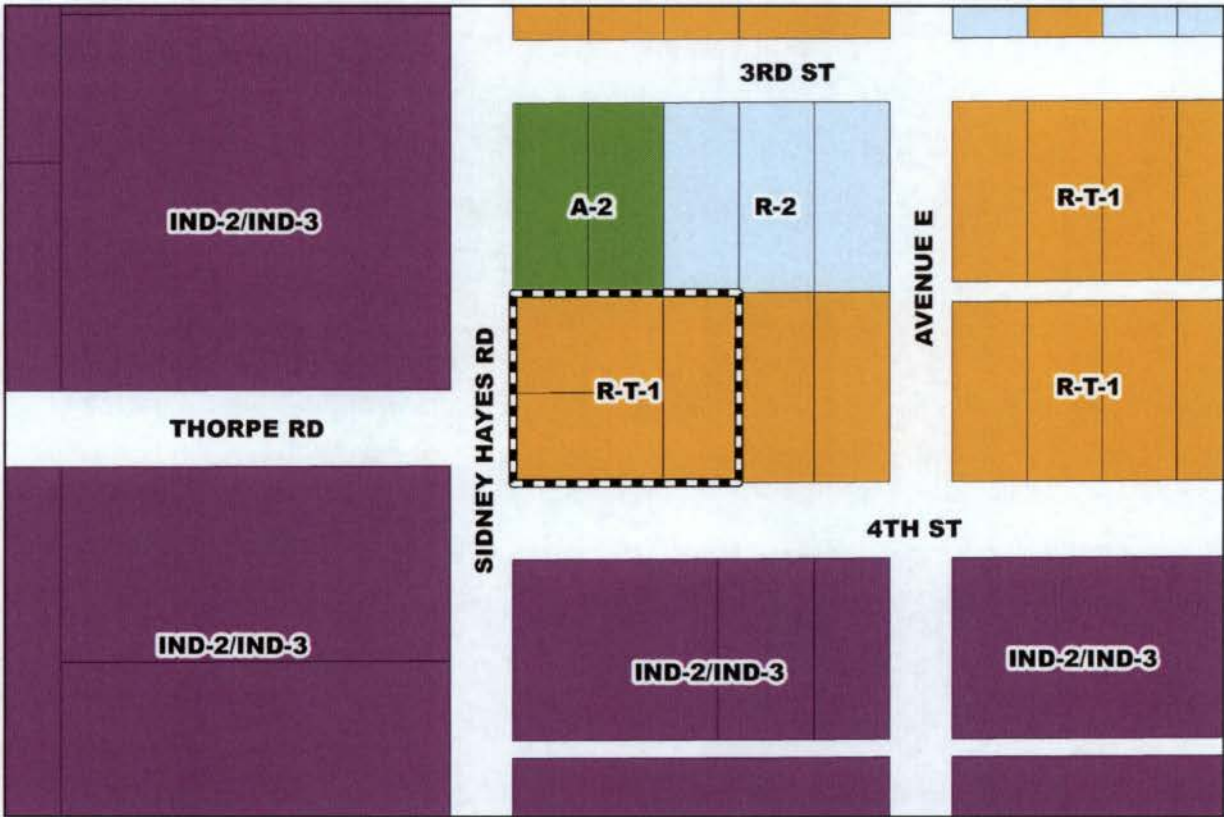 3RD ST
IND-2/IND-3
A-2
R-2
R-T-1
AVENUE E
SIDNEY HAYES RD
R-T-1
R-T-1
THORPE RD
4TH ST
IND-2/IND-3
IND-2/IND-3
IND-2/IND-3